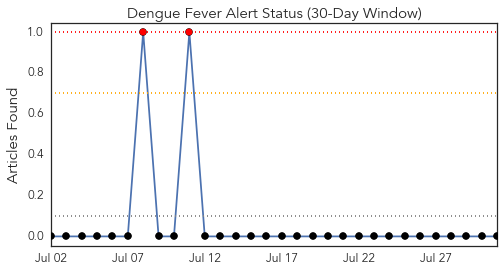 Dengue Fever Alert Status (30-Day Window)
Articles Found
1.0
0.8
0.6
0.4
0.2
0.0
Jul 02 Jul 07 Jul 12 Jul 17 Jul 22 Jul 27